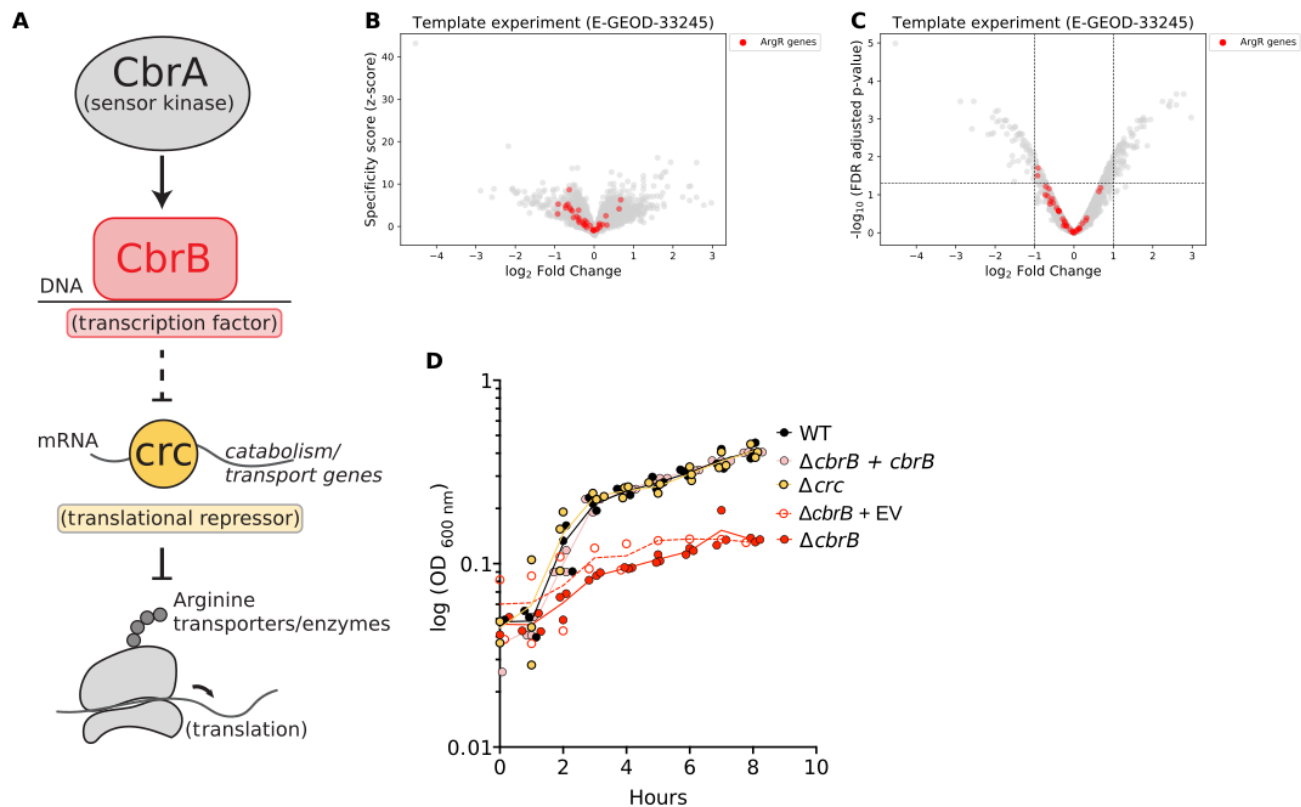 A
CbrA
(sensor kinase)
CbrB
DNA
(transcription factor)
mRNA
crc
catabolism/
transport genes
(translational repressor)
Arginine
transporters/enzymes
(translation)
B
Template experiment (E-GEOD-33245)
ArgR genes
Specificity score (z-score)
40
30
20
10
0
−4
−3
−2
−1
0
1
2
3
log2 Fold Change
C
Template experiment (E-GEOD-33245)
ArgR genes
-log10 (FDR adjusted p-value)
5
4
3
2
1
0
−4
−3
−2
−1
0
1
2
3
log2 Fold Change
D
log (OD 600 nm)
1
0.1
0.01
0
2
4
6
8
10
Hours
WT
ΔcbrB + cbrB
Δcrc
ΔcbrB + EV
ΔcbrB